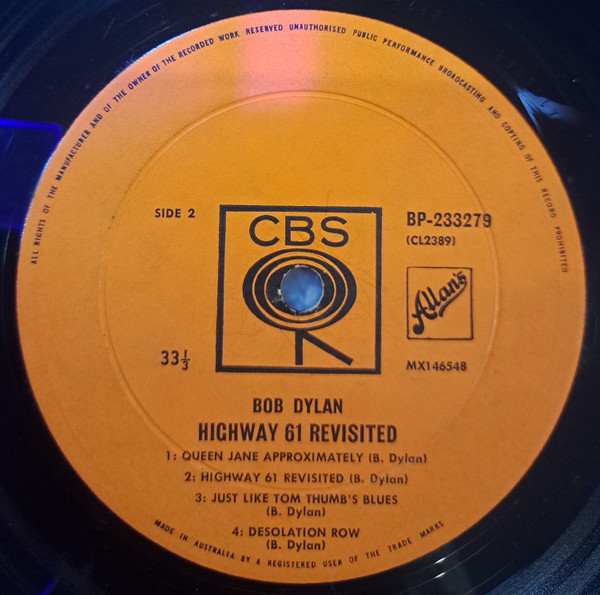 ALL RIGHTS OF THE MANUFACTURER AND OF THE OWNER OF THE RECORDED WORK RESERVED UNAUTHORISED PUBLIC PERFORMANCE BROADCASTING AND COPYING OF THIS RECORD PROHIBITED
SIDE 2
CBS
BP-233279
(CL2389)
Allan's
33 1/3
MX146548
BOB DYLAN
HIGHWAY 61 REVISITED
1: QUEEN JANE APPROXIMATELY (B. Dylan)
2: HIGHWAY 61 REVISITED (B. Dylan)
3: JUST LIKE TOM THUMB'S BLUES
(B. Dylan)
4: DESOLATION ROW
(B. Dylan)
MADE IN AUSTRALIA BY A REGISTERED USER OF THE TRADE MARKS